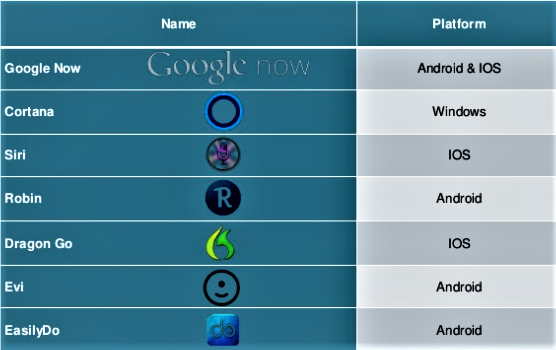 Name Platform
Google Now Google now Android & IOS
Cortana Windows
Siri IOS
Robin R Android
Dragon Go IOS
Evi Android
EasilyDo do Android